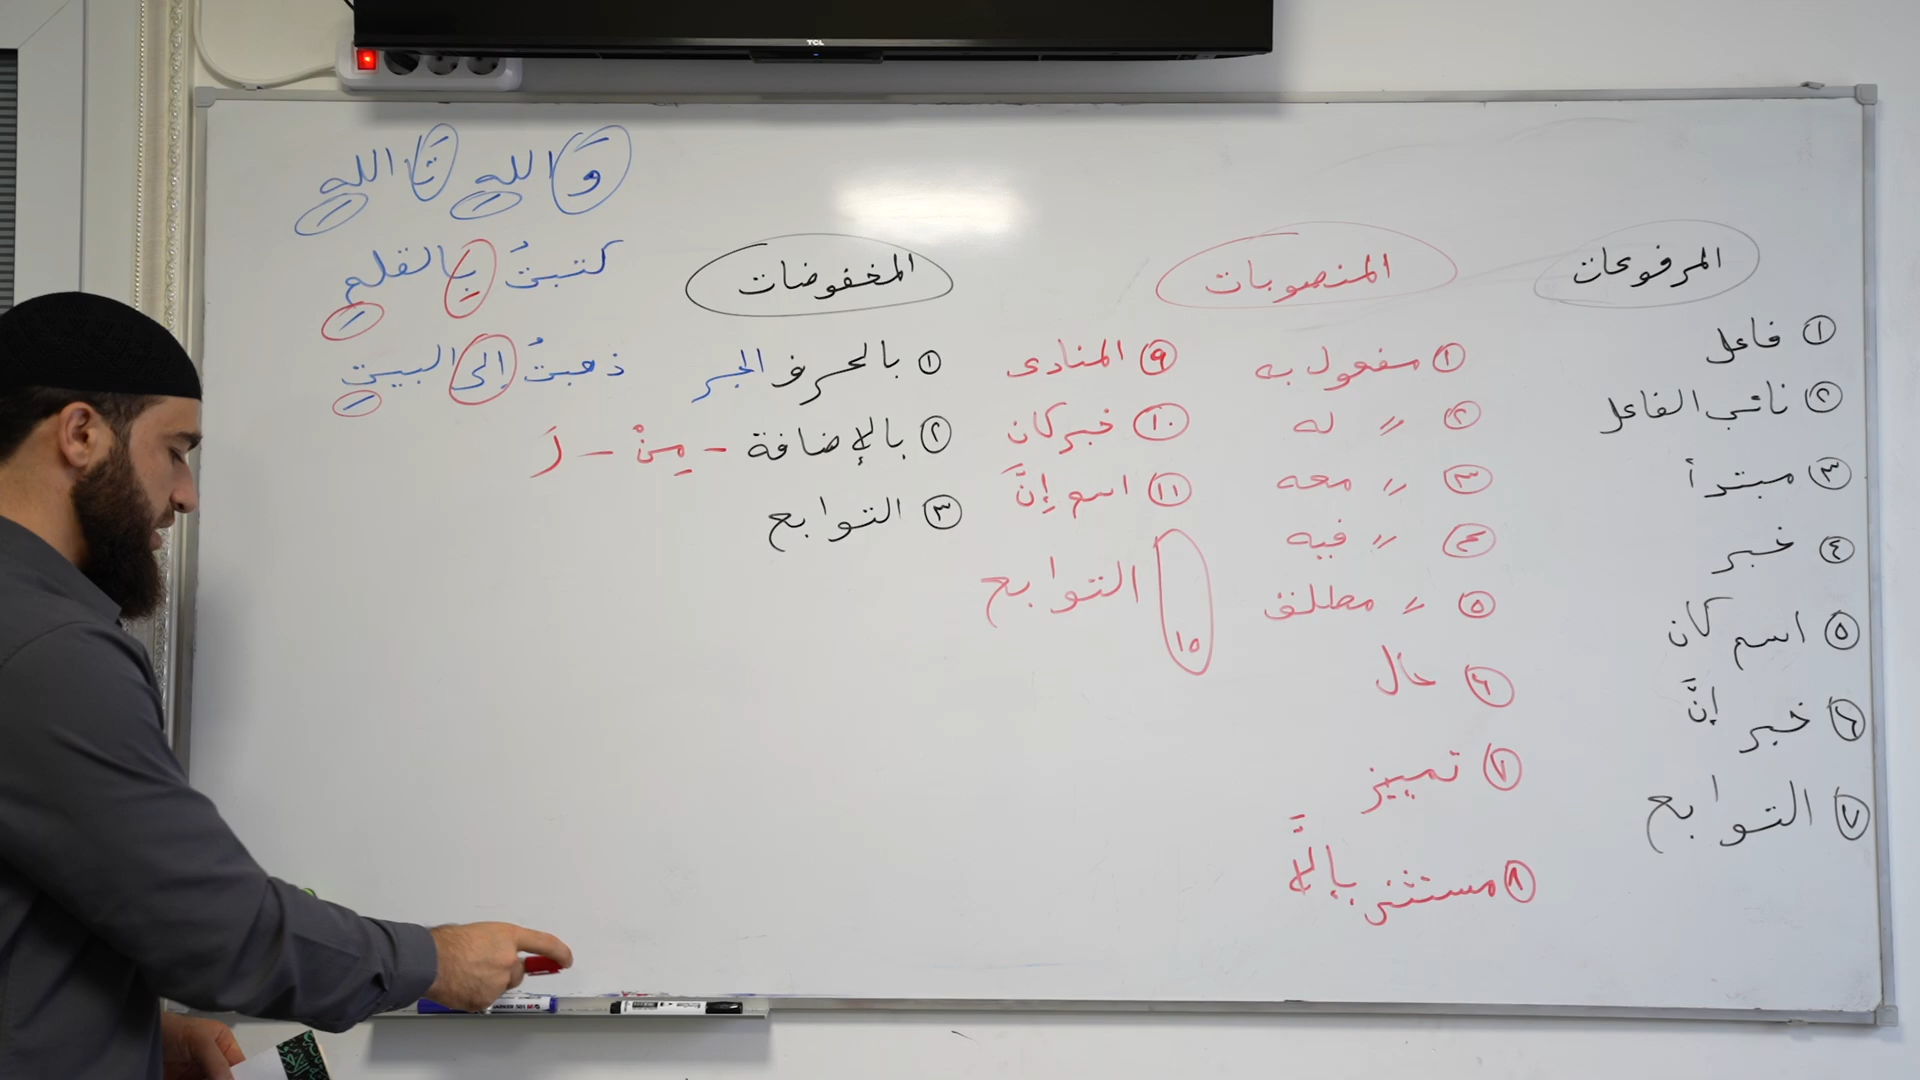 TCL
المرفوعات
١ فاعل
٢ نائب الفاعل
٣ مبتدأ
٤ خبر
٥ اسم كان
٦ خبر إنَّ
٧ التوابع
المنصوبات
١ مفعول به
٢〃 له
٣〃 معه
٤〃 فيه
٥〃 مطلق
٦ حال
٧ تمييز
٨ مستثنى بإلاَّ
٩ المنادى
١٠ خبر كان
١١ اسم إنَّ
١٥ التوابع
المخفوضات
١ بالحرف الجر
٢ بالإضافة - مِنْ - لَ
٣ التوابع
وَاللهِ تَاللهِ
كتبتُ بِالقلمِ
ذهبتُ إلى البيتِ